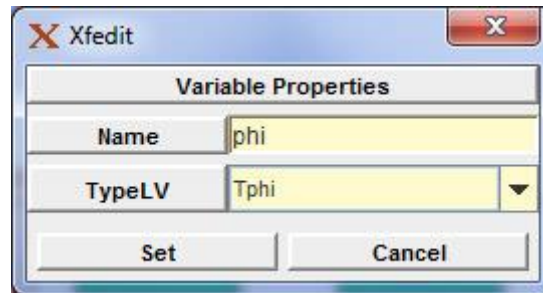 Xfedit
Variable Properties
Name phi
TypeLV Tphi
Set Cancel